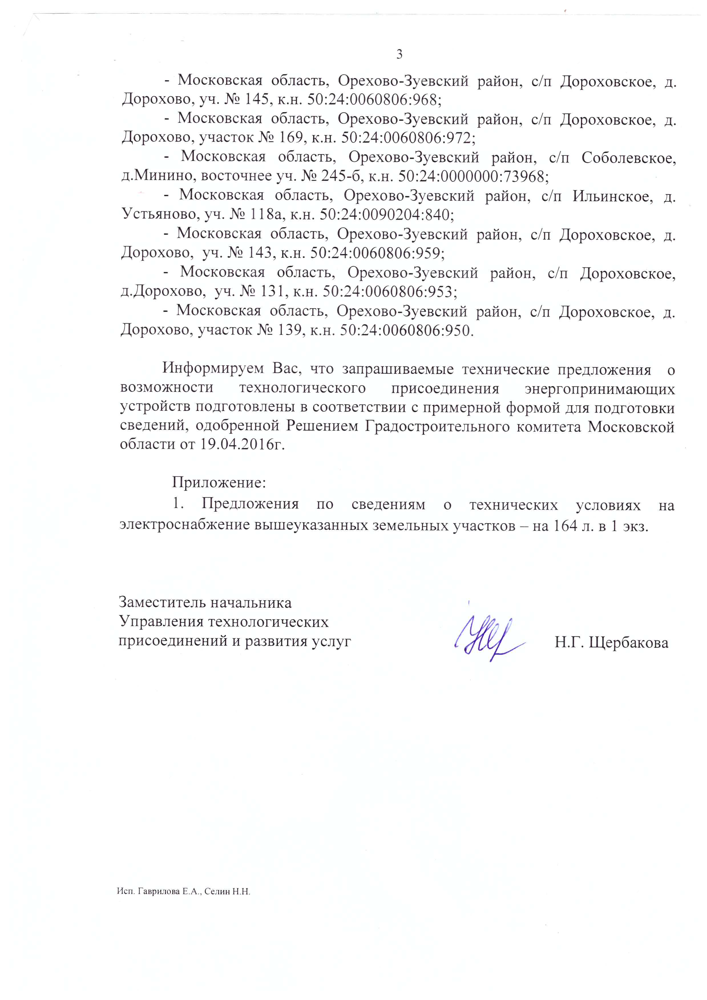 3
- Московская область, Орехово-Зуевский район, с/п Дороховское, д.
Дорохово, уч. № 145, к.н. 50:24:0060806:968;
- Московская область, Орехово-Зуевский район, с/п Дороховское, д.
Дорохово, участок № 169, к.н. 50:24:0060806:972;
- Московская область, Орехово-Зуевский район, с/п Соболевское,
д.Минино, восточнее уч. № 245-б, к.н. 50:24:0000000:73968;
- Московская область, Орехово-Зуевский район, с/п Ильинское, д.
Устьяново, уч. № 118а, к.н. 50:24:0090204:840;
- Московская область, Орехово-Зуевский район, с/п Дороховское, д.
Дорохово, уч. № 143, к.н. 50:24:0060806:959;
- Московская область, Орехово-Зуевский район, с/п Дороховское,
д.Дорохово, уч. № 131, к.н. 50:24:0060806:953;
- Московская область, Орехово-Зуевский район, с/п Дороховское, д.
Дорохово, участок № 139, к.н. 50:24:0060806:950.
Информируем Вас, что запрашиваемые технические предложения о
возможности технологического присоединения энергопринимающих
устройств подготовлены в соответствии с примерной формой для подготовки
сведений, одобренной Решением Градостроительного комитета Московской
области от 19.04.2016г.
Приложение:
1. Предложения по сведениям о технических условиях на
электроснабжение вышеуказанных земельных участков – на 164 л. в 1 экз.
Заместитель начальника
Управления технологических
присоединений и развития услуг Н.Г. Щербакова
Исп. Гаврилова Е.А., Селин Н.Н.